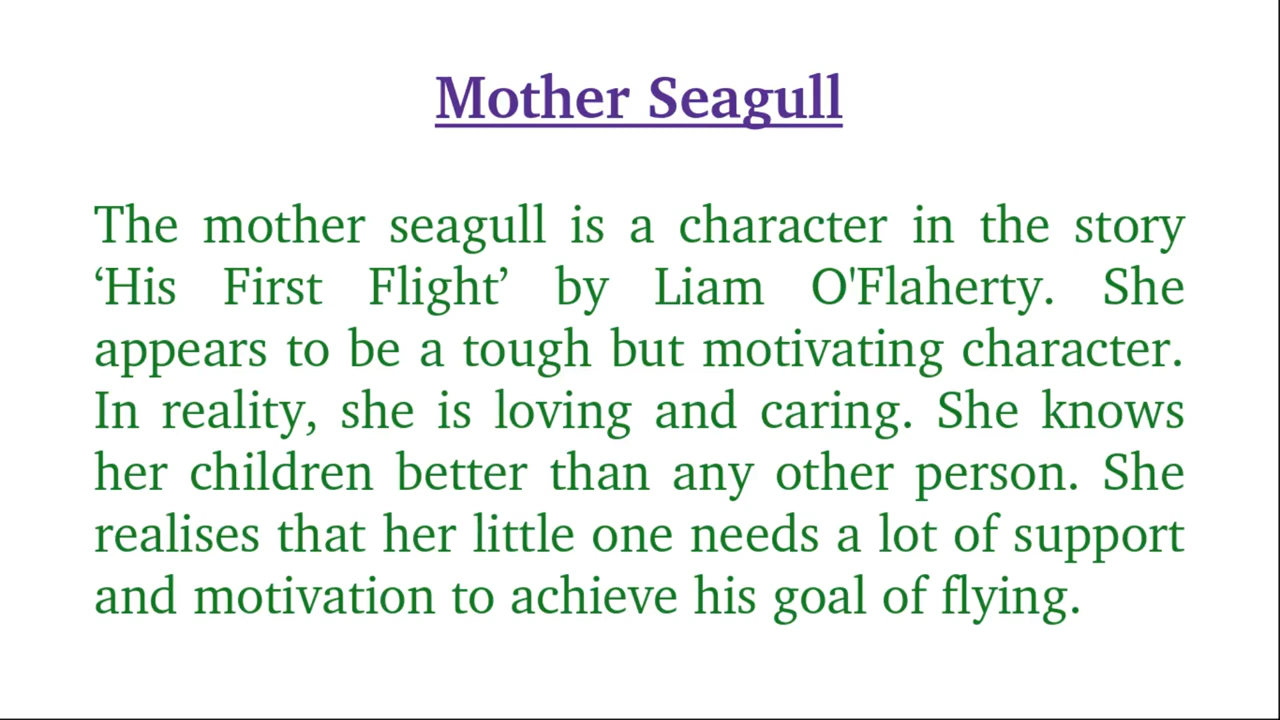 Mother Seagull
The mother seagull is a character in the story
‘His First Flight’ by Liam O'Flaherty. She
appears to be a tough but motivating character.
In reality, she is loving and caring. She knows
her children better than any other person. She
realises that her little one needs a lot of support
and motivation to achieve his goal of flying.